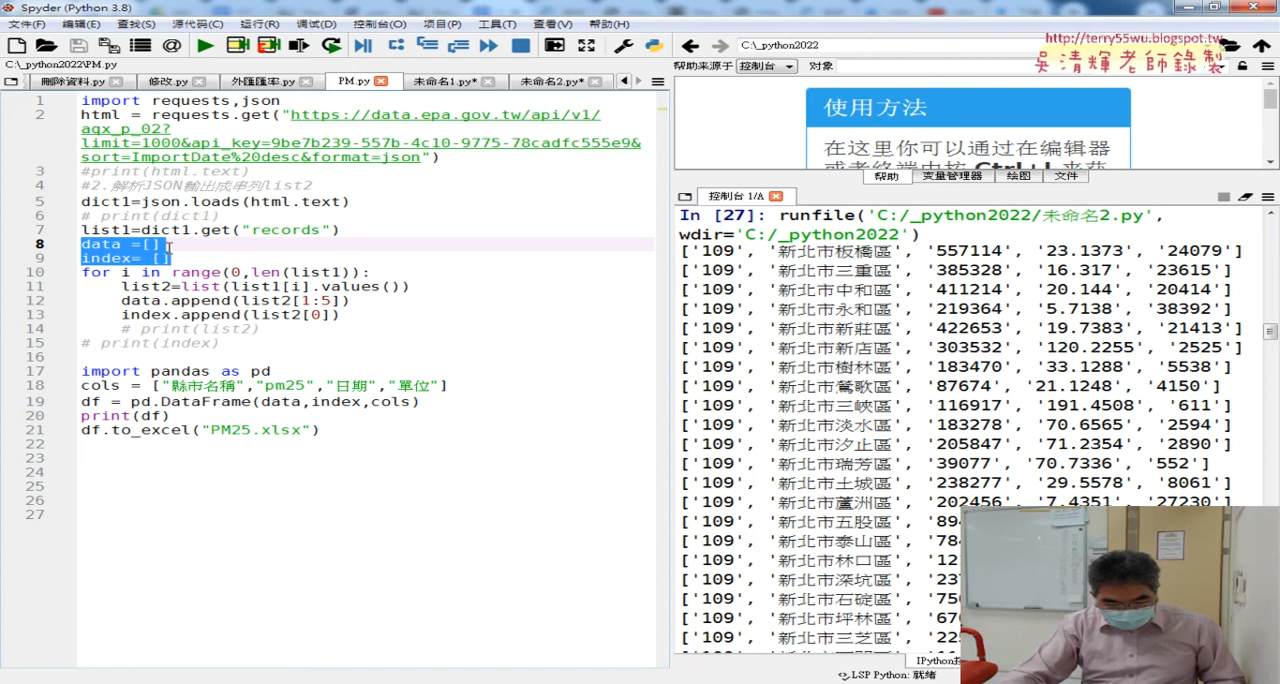 Spyder (Python 3.8)
文件(F) 编辑(E) 查找(S) 源代码(C) 运行(R) 调试(D) 控制台(O) 项目(P) 工具(T) 查看(V) 帮助(H)
C:\_python2022
http://terry55wu.blogspot.tw
吳清輝老師錄製
帮助来源于 控制台 对象
刪除資料.py 修改.py 外匯匯率.py PM.py 未命名1.py* 未命名2.py*
C:\_python2022\PM.py
1 import requests,json
2 html = requests.get("https://data.epa.gov.tw/api/v1/
aqx_p_02?
limit=1000&api_key=9be7b239-557b-4c10-9775-78cadfc555e9&
sort=ImportDate%20desc&format=json")
3 #print(html.text)
4 #2.解析JSON輸出成串列list2
5 dict1=json.loads(html.text)
6 # print(dict1)
7 list1=dict1.get("records")
8 data =[]
9 index= []
10 for i in range(0,len(list1)):
11 list2=list(list1[i].values())
12 data.append(list2[1:5])
13 index.append(list2[0])
14 # print(list2)
15 # print(index)
16
17 import pandas as pd
18 cols = ["縣市名稱","pm25","日期","單位"]
19 df = pd.DataFrame(data,index,cols)
20 print(df)
21 df.to_excel("PM25.xlsx")
22
23
24
25
26
27
使用方法
在这里你可以通过在编辑器
帮助 变量管理器 绘图 文件
控制台 1/A
In [27]: runfile('C:/_python2022/未命名2.py',
wdir='C:/_python2022')
['109', '新北市板橋區', '557114', '23.1373', '24079']
['109', '新北市三重區', '385328', '16.317', '23615']
['109', '新北市中和區', '411214', '20.144', '20414']
['109', '新北市永和區', '219364', '5.7138', '38392']
['109', '新北市新莊區', '422653', '19.7383', '21413']
['109', '新北市新店區', '303532', '120.2255', '2525']
['109', '新北市樹林區', '183470', '33.1288', '5538']
['109', '新北市鶯歌區', '87674', '21.1248', '4150']
['109', '新北市三峽區', '116917', '191.4508', '611']
['109', '新北市淡水區', '183278', '70.6565', '2594']
['109', '新北市汐止區', '205847', '71.2354', '2890']
['109', '新北市瑞芳區', '39077', '70.7336', '552']
['109', '新北市土城區', '238277', '29.5578', '8061']
['109', '新北市蘆洲區', '202456', '7.4351', '27230']
['109', '新北市五股區', '89
['109', '新北市泰山區', '78
['109', '新北市林口區', '12
['109', '新北市深坑區', '23
['109', '新北市石碇區', '7
['109', '新北市坪林區', '67
['109', '新北市三芝區', '22
IPython
LSP Python: 就绪